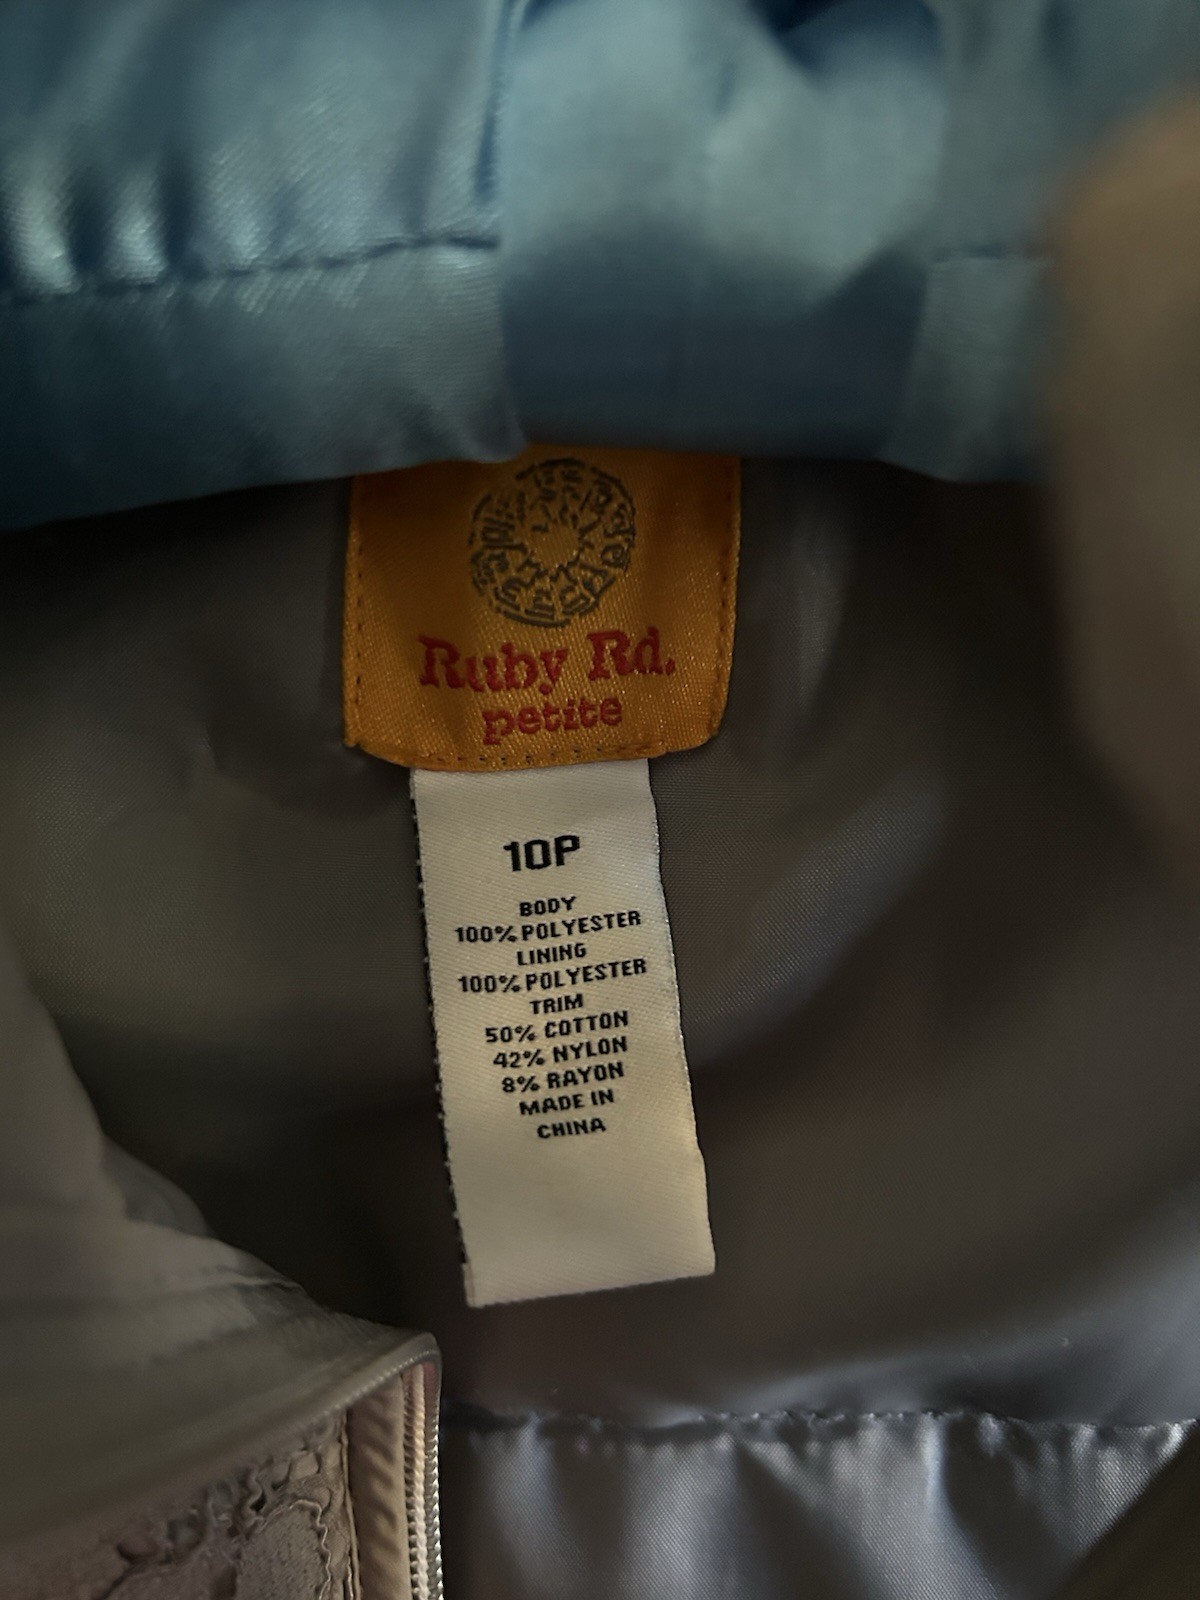 Ruby Rd.
petite
10P
BODY
100% POLYESTER
LINING
100% POLYESTER
TRIM
50% COTTON
42% NYLON
8% RAYON
MADE IN
CHINA